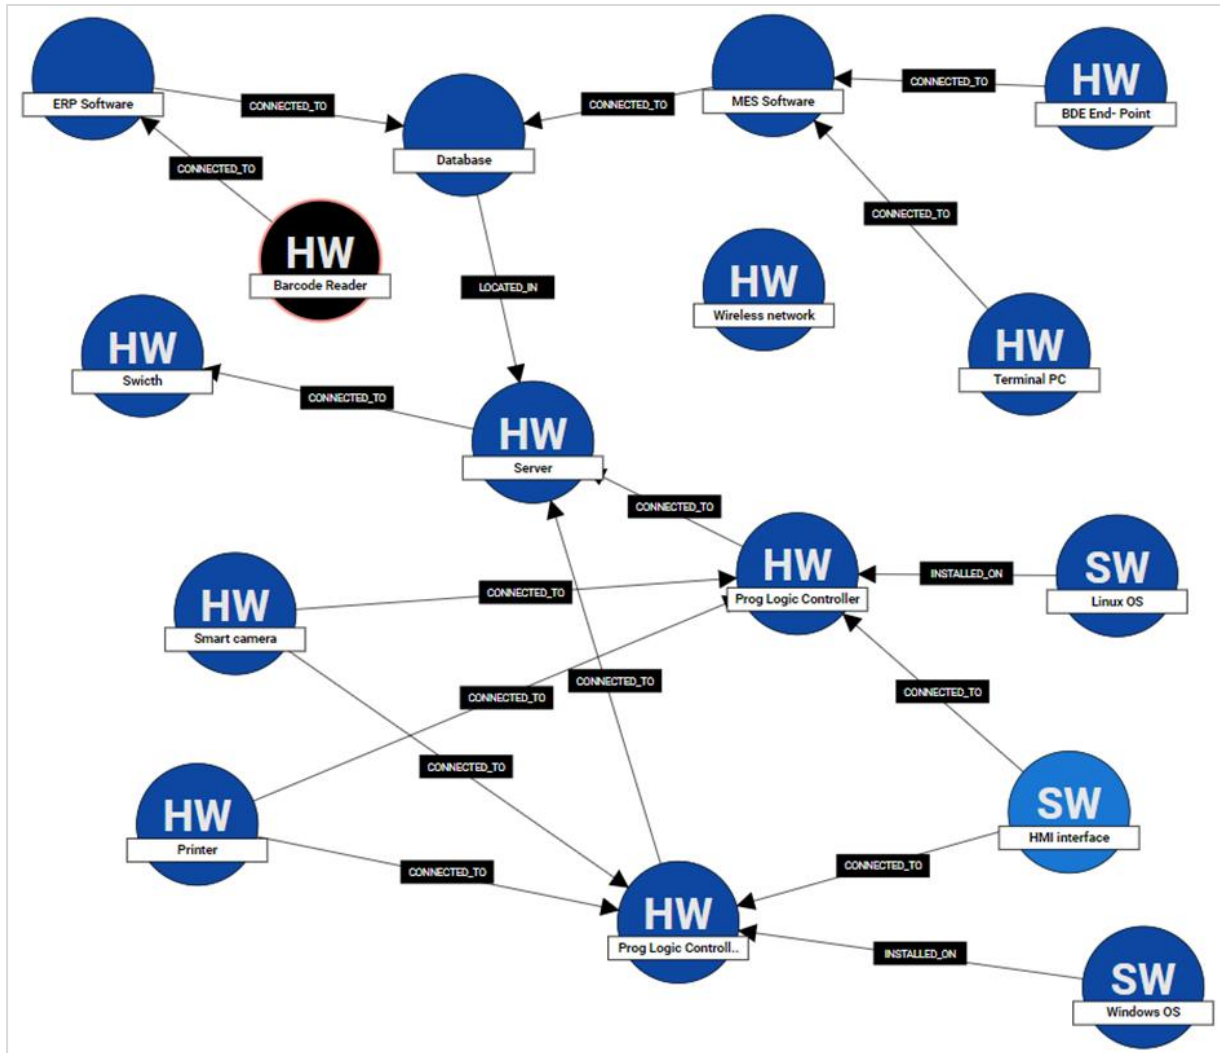 ERP Software
CONNECTED_TO
Database
CONNECTED_TO
MES Software
CONNECTED_TO
HW
BDE End- Point
CONNECTED_TO
HW
Barcode Reader
CONNECTED_TO
HW
Wireless network
LOCATED_IN
HW
Swicth
HW
Terminal PC
CONNECTED_TO
HW
Server
CONNECTED_TO
HW
Prog Logic Controller
INSTALLED_ON
SW
Linux OS
HW
Smart camera
CONNECTED_TO
CONNECTED_TO
CONNECTED_TO
CONNECTED_TO
CONNECTED_TO
HW
Printer
SW
HMI interface
CONNECTED_TO
CONNECTED_TO
HW
Prog Logic Controll..
INSTALLED_ON
SW
Windows OS